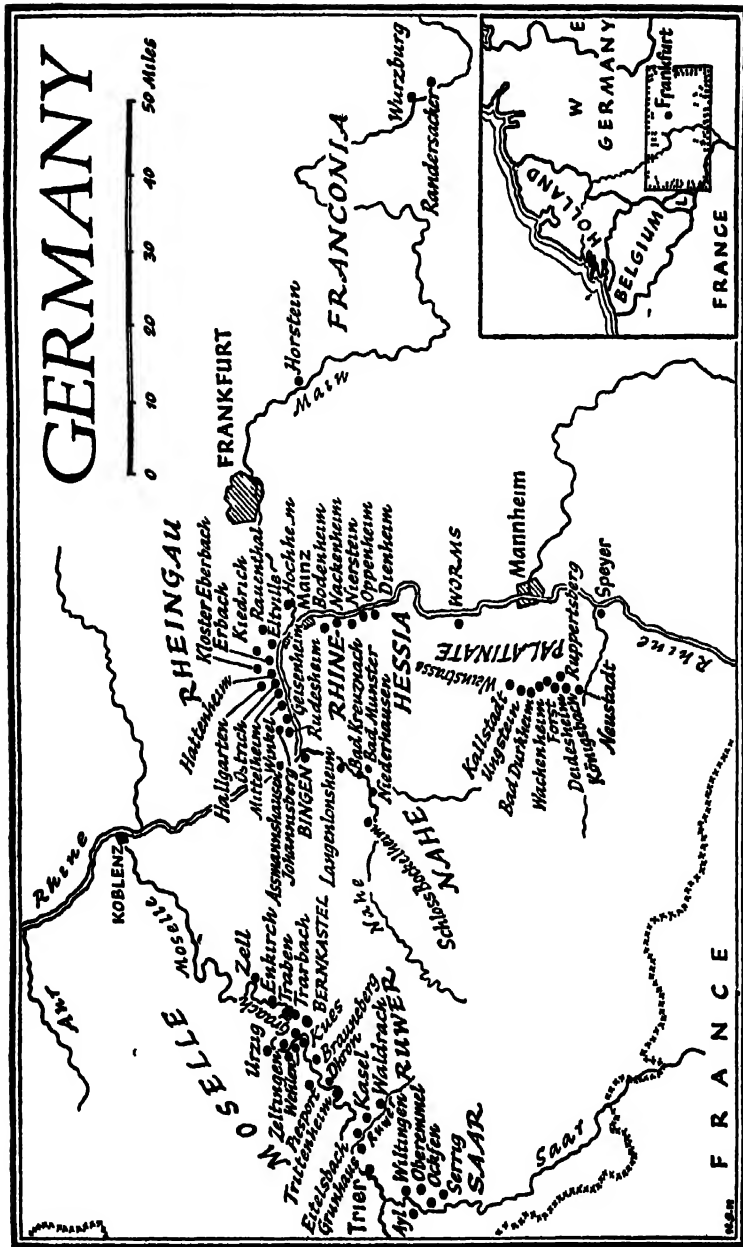 GERMANY
0 10 20 30 40 50 Miles
Rhine
KOBLENZ
Ahr
Moselle
MOSELLE
Zell
Enkirch
Traben
Trarbach
BERNKASTEL
Urzig
Graach
Zeltingen
Wehlen
Kues
Piesport
Brauneberg
Dhron
Trittenheim
Kasel
Waldrach
RUWER
Ruwer
Eitelsbach
Grunhaus
Trier
Wiltingen
Oberemmel
Ayl
Ockfen
Serrig
SAAR
Saar
FRANCE
RHEINGAU
Kloster Eberbach
Erbach
Kiedrich
Rauenthal
Eltville
Hochheim
Mainz
Hattenheim
Hallgarten
Ostrich
Mittelheim
Winkel
Assmannshausen
Johannisberg
BINGEN
Geisenheim
Rudesheim
Bodenheim
Nackenheim
Nierstein
Oppenheim
Dienheim
RHINE-
HESSIA
Langenlonsheim
Bad Kreuznach
Bad Munster
Niederhausen
Schloss Bockelheim
NAHE
Nahe
WORMS
Mannheim
PALATINATE
Weinstrasse
Kallstadt
Ungstein
Bad Durkheim
Wachenheim
Forst
Deidesheim
Ruppertsberg
Königsbach
Neustadt
Speyer
Rhine
FRANKFURT
Main
Horstein
FRANCONIA
Wurzburg
Randersacker
HOLLAND
HOLLAND
BELGIUM
L
W
GERMANY
E
Frankfurt
FRANCE